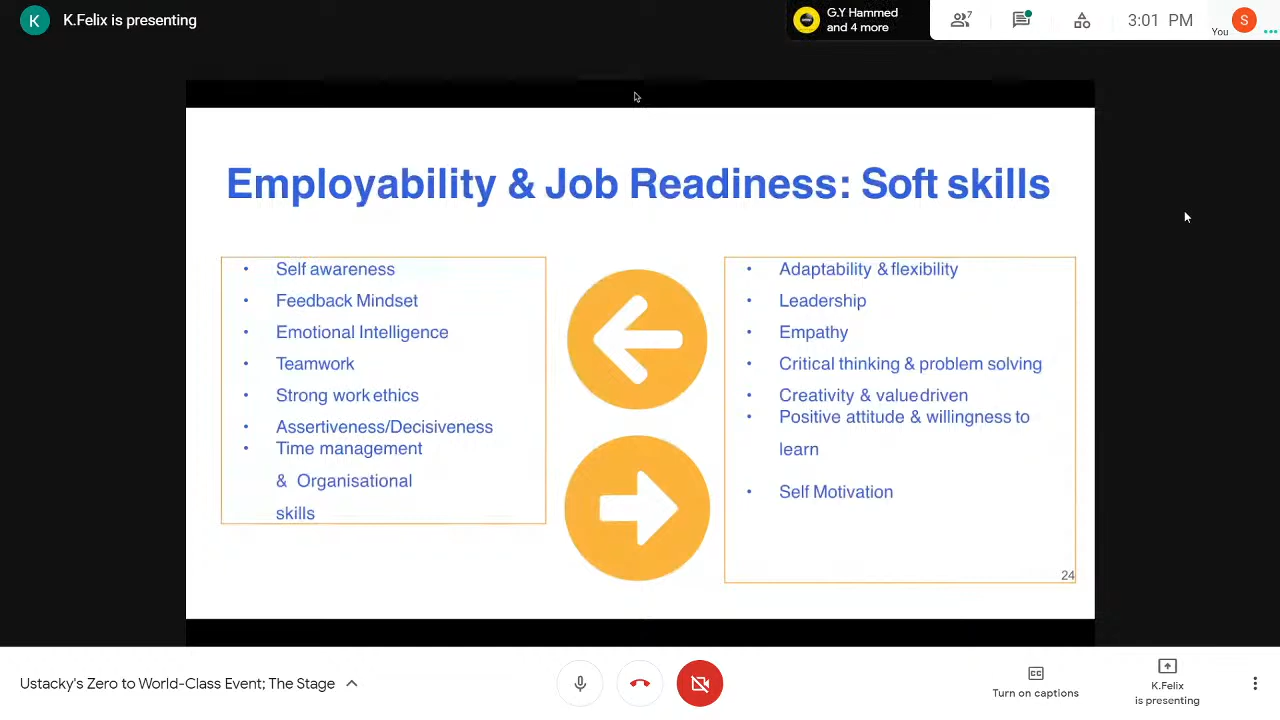 K
K.Felix is presenting
G.Y Hammed
and 4 more
7
3:01 PM
You
S
Employability & Job Readiness: Soft skills
• Self awareness
• Feedback Mindset
• Emotional Intelligence
• Teamwork
• Strong work ethics
• Assertiveness/Decisiveness
• Time management
& Organisational
skills
• Adaptability & flexibility
• Leadership
• Empathy
• Critical thinking & problem solving
• Creativity & value driven
• Positive attitude & willingness to
learn
• Self Motivation
24
Ustacky's Zero to World-Class Event; The Stage
CC
Turn on captions
K.Felix
is presenting